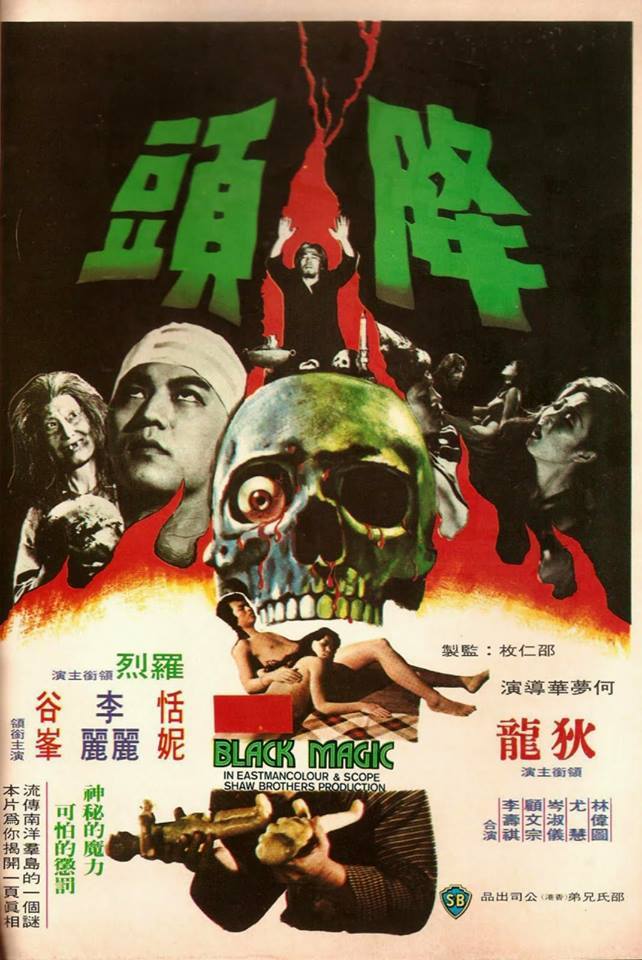 降頭
邵仁枚：監製
何夢華導演
狄龍
領銜主演
羅烈領銜主演
恬妮
李麗麗
谷峯
領銜主演
BLACK MAGIC
IN EASTMANCOLOUR & SCOPE
SHAW BROTHERS PRODUCTION
林偉圖
尤慧
岑淑儀
顧文宗
李壽祺
合演
神秘的魔力
可怕的懲罰
流傳南洋羣島的一個謎
本片爲你揭開一頁眞相
SB
邵氏兄弟(香港)公司出品